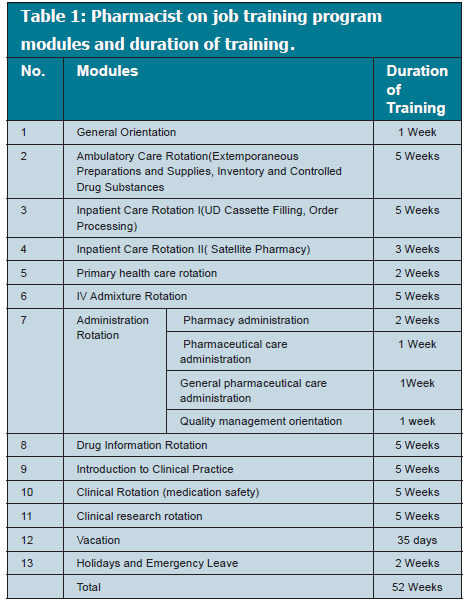 Table 1: Pharmacist on job training program
modules and duration of training.
No. Modules Duration
of
Training
1 General Orientation 1 Week
2 Ambulatory Care Rotation(Extemporaneous 5 Weeks
Preparations and Supplies, Inventory and Controlled
Drug Substances
3 Inpatient Care Rotation I(UD Cassette Filling, Order 5 Weeks
Processing)
4 Inpatient Care Rotation II( Satellite Pharmacy) 3 Weeks
5 Primary health care rotation 2 Weeks
6 IV Admixture Rotation 5 Weeks
7 Administration Pharmacy administration 2 Weeks
Rotation
Pharmaceutical care 1 Week
administration
General pharmaceutical care 1Week
administration
Quality management orientation 1 week
8 Drug Information Rotation 5 Weeks
9 Introduction to Clinical Practice 5 Weeks
10 Clinical Rotation (medication safety) 5 Weeks
11 Clinical research rotation 5 Weeks
12 Vacation 35 days
13 Holidays and Emergency Leave 2 Weeks
Total 52 Weeks